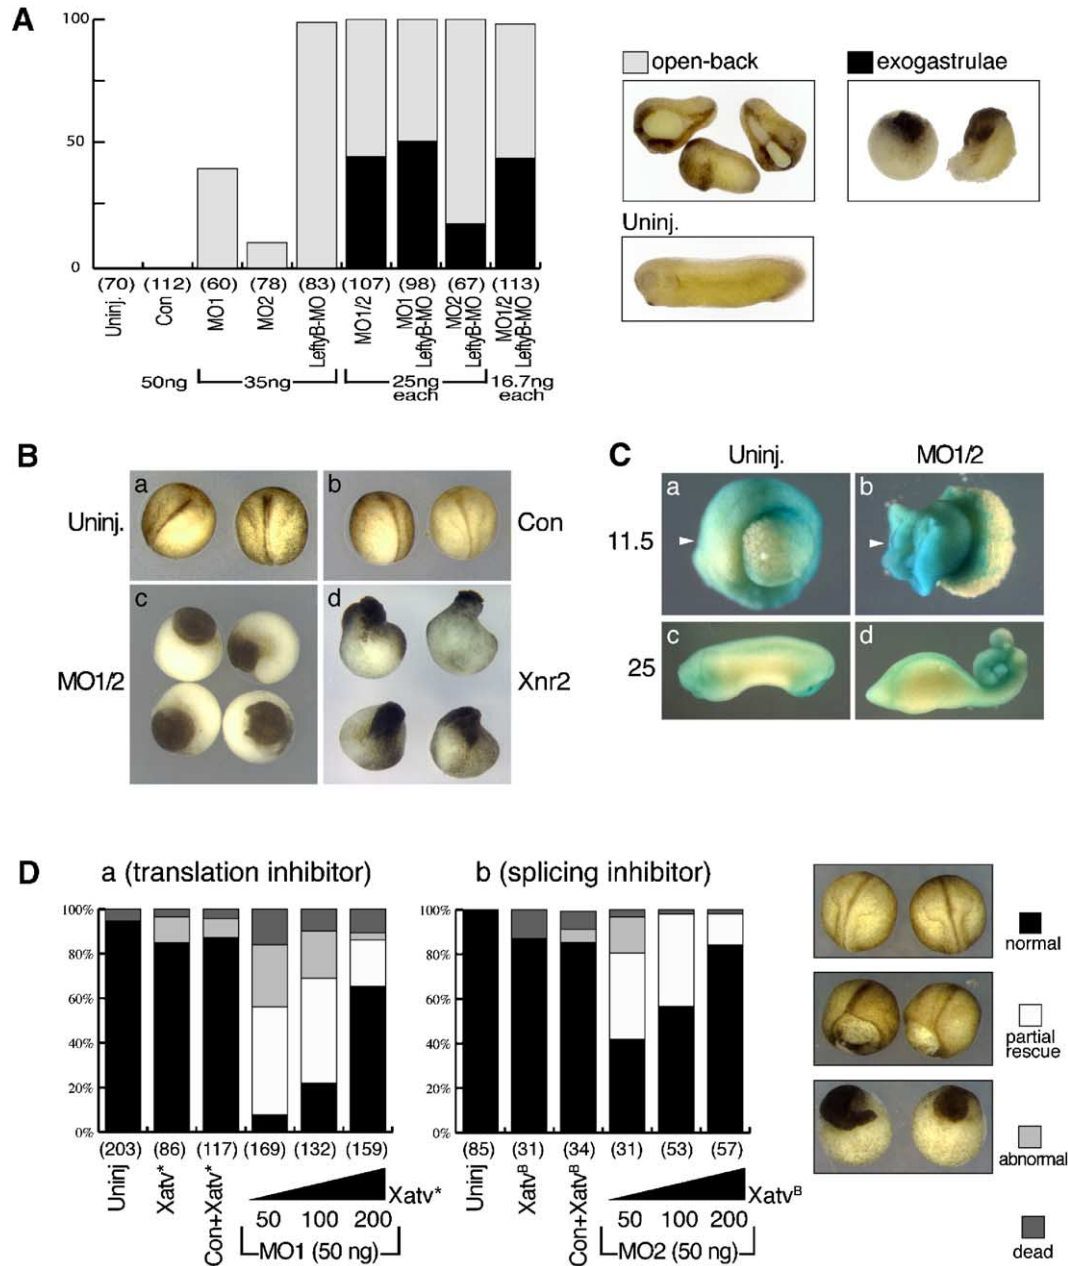 A
100
50
0
(70) (112) (60) (78) (83) (107) (98) (67) (113)
Uninj.
Con
MO1
MO2
LeftyB-MO
MO1/2
MO1
LeftyB-MO
MO2
LeftyB-MO
MO1/2
LeftyB-MO
50ng
35ng
25ng
each
16.7ng
each
open-back
exogastrulae
Uninj.
B
a
b
Uninj.
Con
c
d
MO1/2
Xnr2
C
Uninj.
MO1/2
a
b
11.5
c
d
25
D
a (translation inhibitor)
100%
80%
60%
40%
20%
0%
(203) (86) (117) (169) (132) (159)
Uninj
Xatv*
Con+Xatv*
Xatv*
50 100 200
MO1 (50 ng)
b (splicing inhibitor)
100%
80%
60%
40%
20%
0%
(85) (31) (34) (31) (53) (57)
Uninj
Xatvᴮ
Con+Xatvᴮ
Xatvᴮ
50 100 200
MO2 (50 ng)
normal
partial
rescue
abnormal
dead